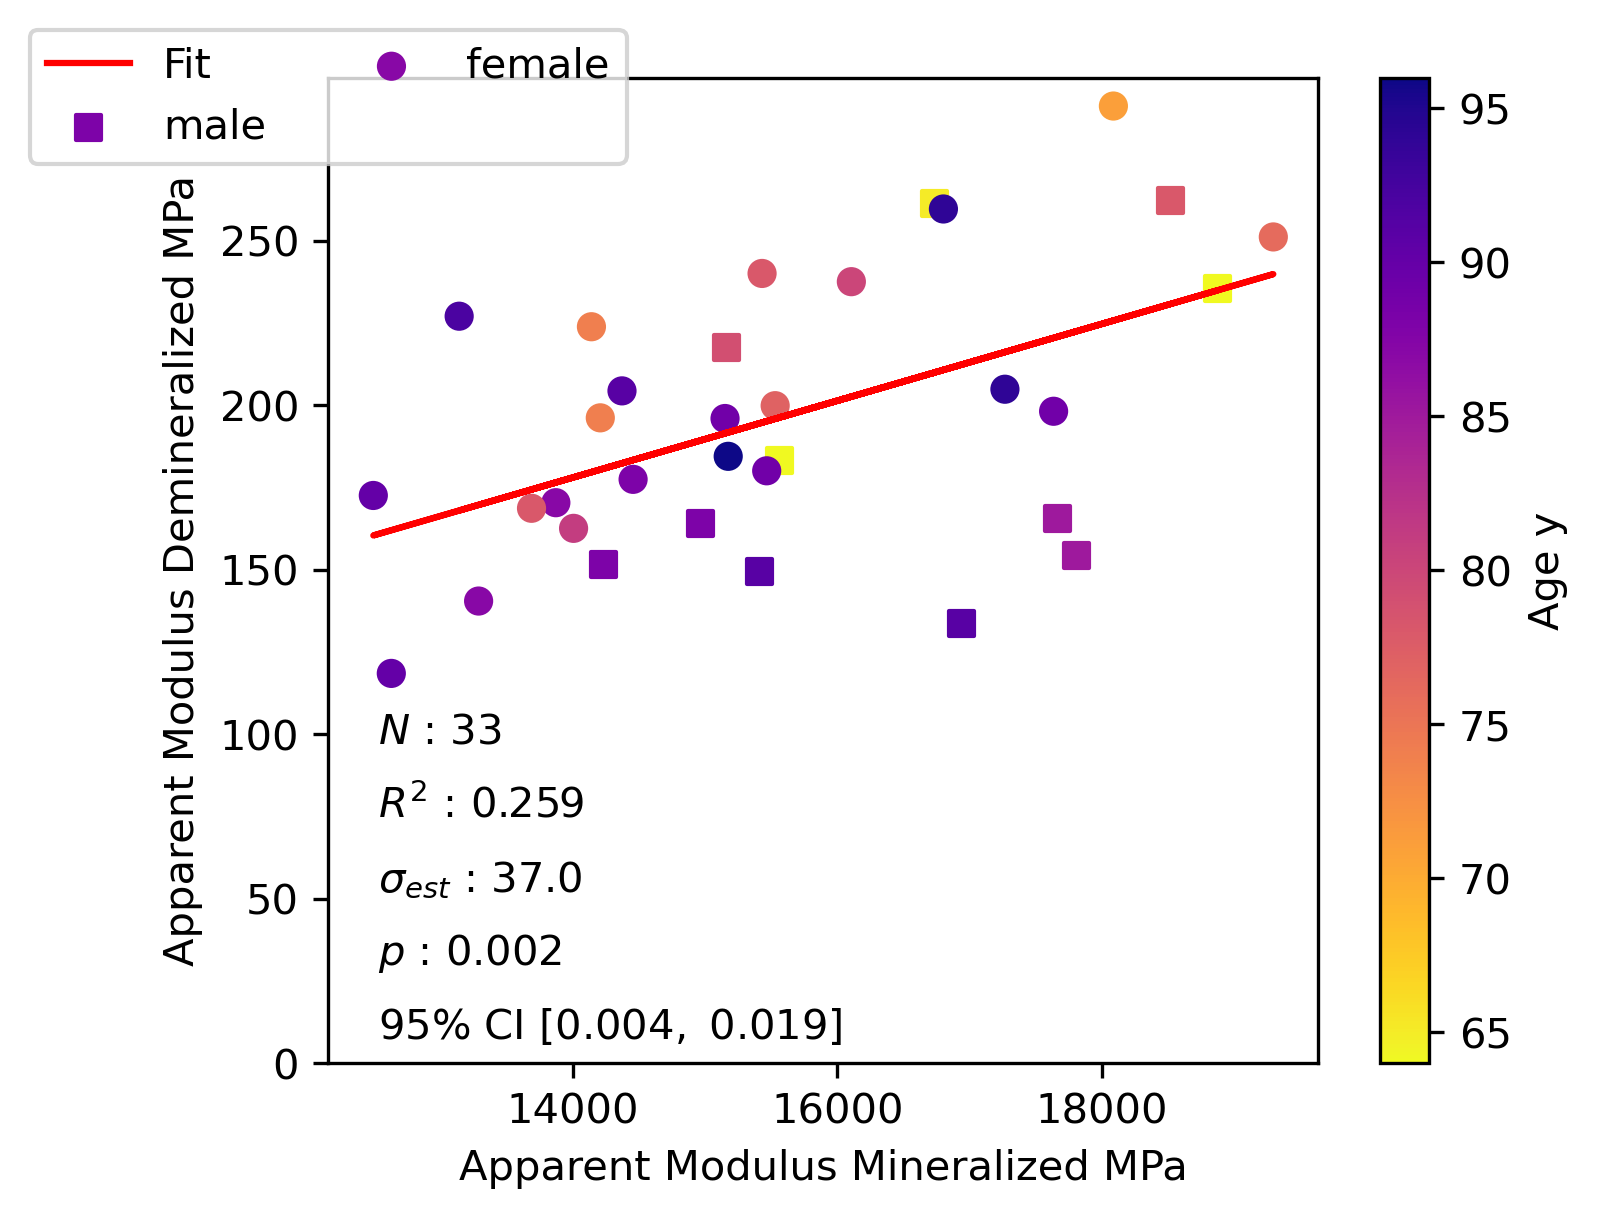 Fit
female
male
Apparent Modulus Demineralized MPa
250
200
150
100
50
0
N : 33
R² : 0.259
σest : 37.0
p : 0.002
95% CI [0.004, 0.019]
14000 16000 18000
Apparent Modulus Mineralized MPa
95
90
85
80
75
70
65
Age y